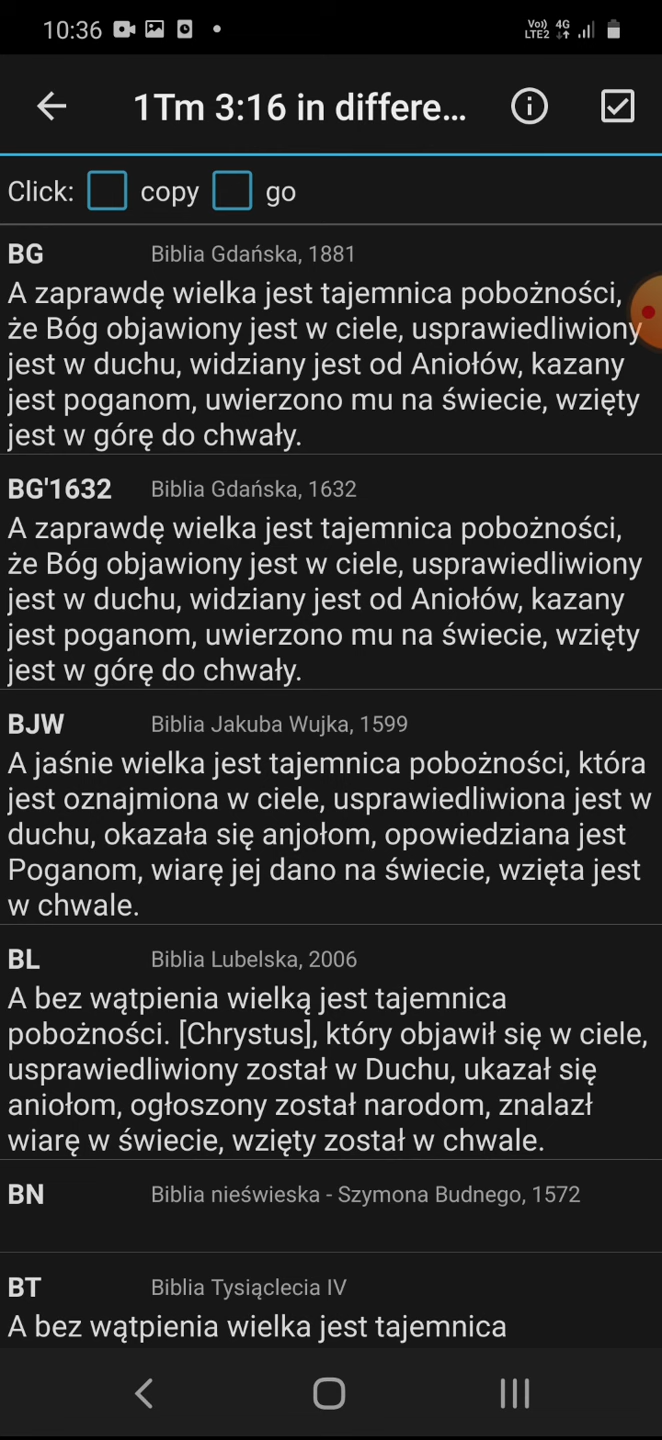 10:36
Vo)) 4G
LTE2
1Tm 3:16 in differe...
Click: copy go
BG Biblia Gdańska, 1881
A zaprawdę wielka jest tajemnica pobożności,
że Bóg objawiony jest w ciele, usprawiedliwiony
jest w duchu, widziany jest od Aniołów, kazany
jest poganom, uwierzono mu na świecie, wzięty
jest w górę do chwały.
BG'1632 Biblia Gdańska, 1632
A zaprawdę wielka jest tajemnica pobożności,
że Bóg objawiony jest w ciele, usprawiedliwiony
jest w duchu, widziany jest od Aniołów, kazany
jest poganom, uwierzono mu na świecie, wzięty
jest w górę do chwały.
BJW Biblia Jakuba Wujka, 1599
A jaśnie wielka jest tajemnica pobożności, która
jest oznajmiona w ciele, usprawiedliwiona jest w
duchu, okazała się anjołom, opowiedziana jest
Poganom, wiarę jej dano na świecie, wzięta jest
w chwale.
BL Biblia Lubelska, 2006
A bez wątpienia wielką jest tajemnica
pobożności. [Chrystus], który objawił się w ciele,
usprawiedliwiony został w Duchu, ukazał się
aniołom, ogłoszony został narodom, znalazł
wiarę w świecie, wzięty został w chwale.
BN Biblia nieświeska - Szymona Budnego, 1572
BT Biblia Tysiąclecia IV
A bez wątpienia wielka jest tajemnica